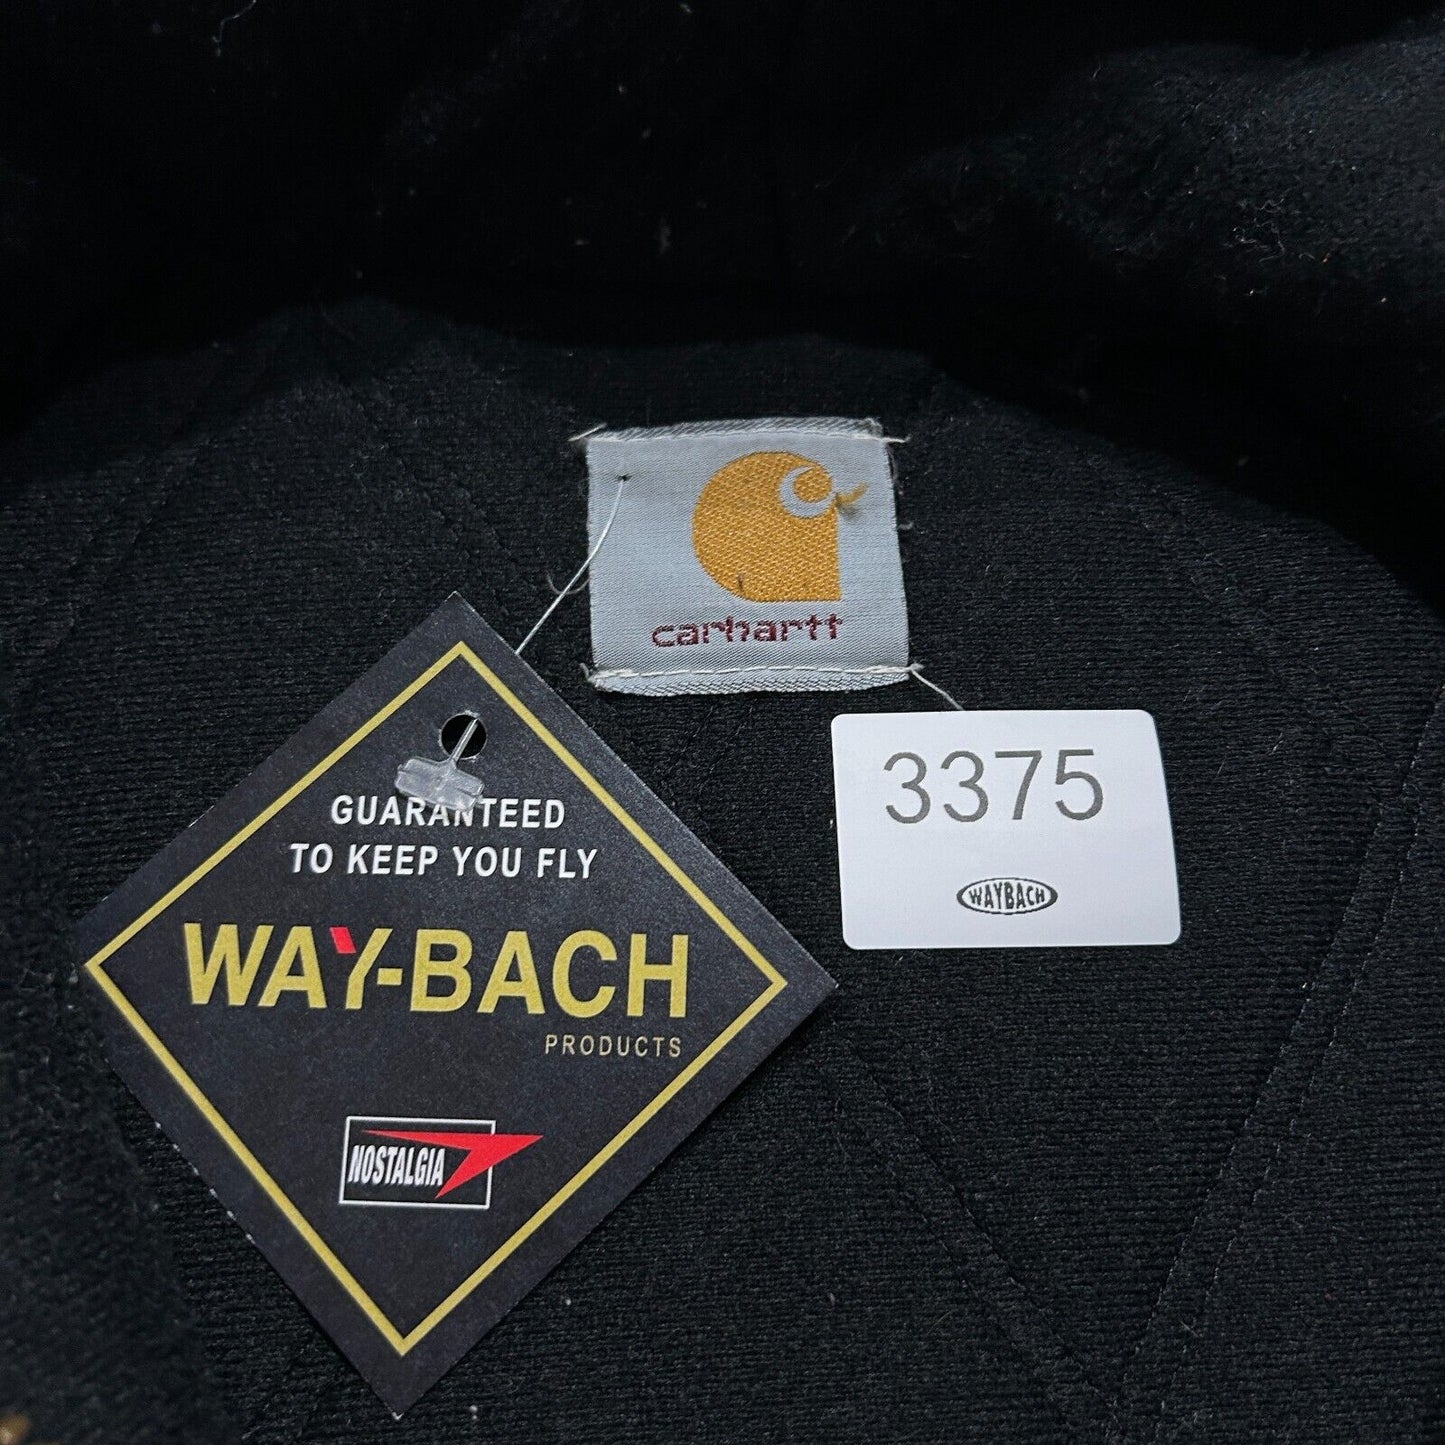 carhartt
3375
WAYBACH
GUARANTEED
TO KEEP YOU FLY
WAY-BACH
PRODUCTS
NOSTALGIA